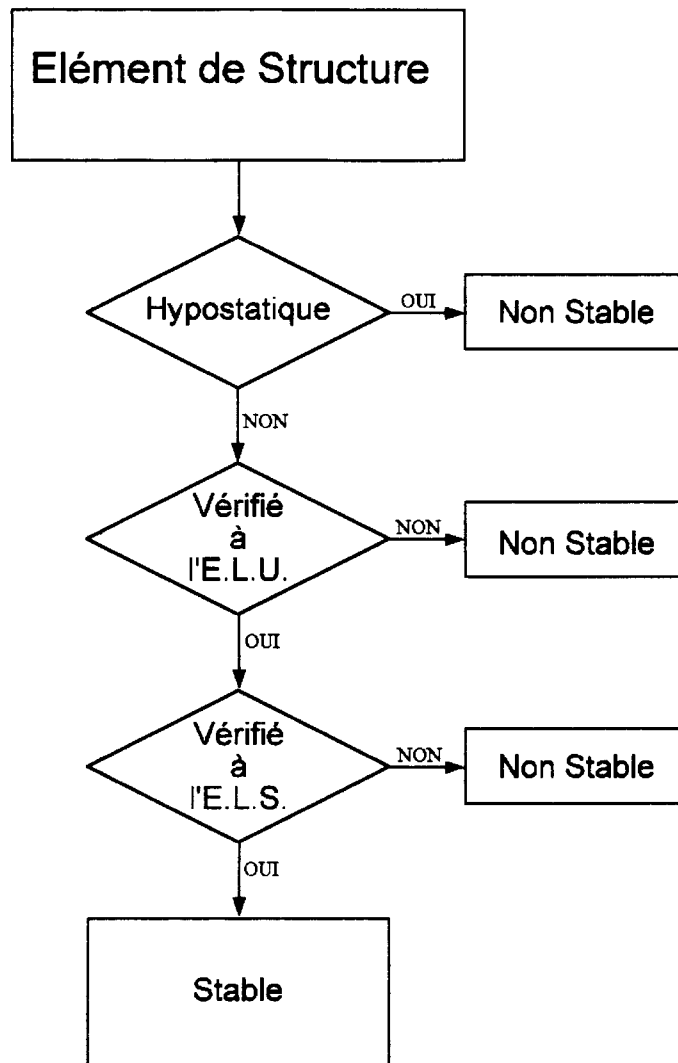 Elément de Structure
Hypostatique
OUI
Non Stable
NON
Vérifié
à
l'E.L.U.
NON
Non Stable
OUI
Vérifié
à
l'E.L.S.
NON
Non Stable
OUI
Stable